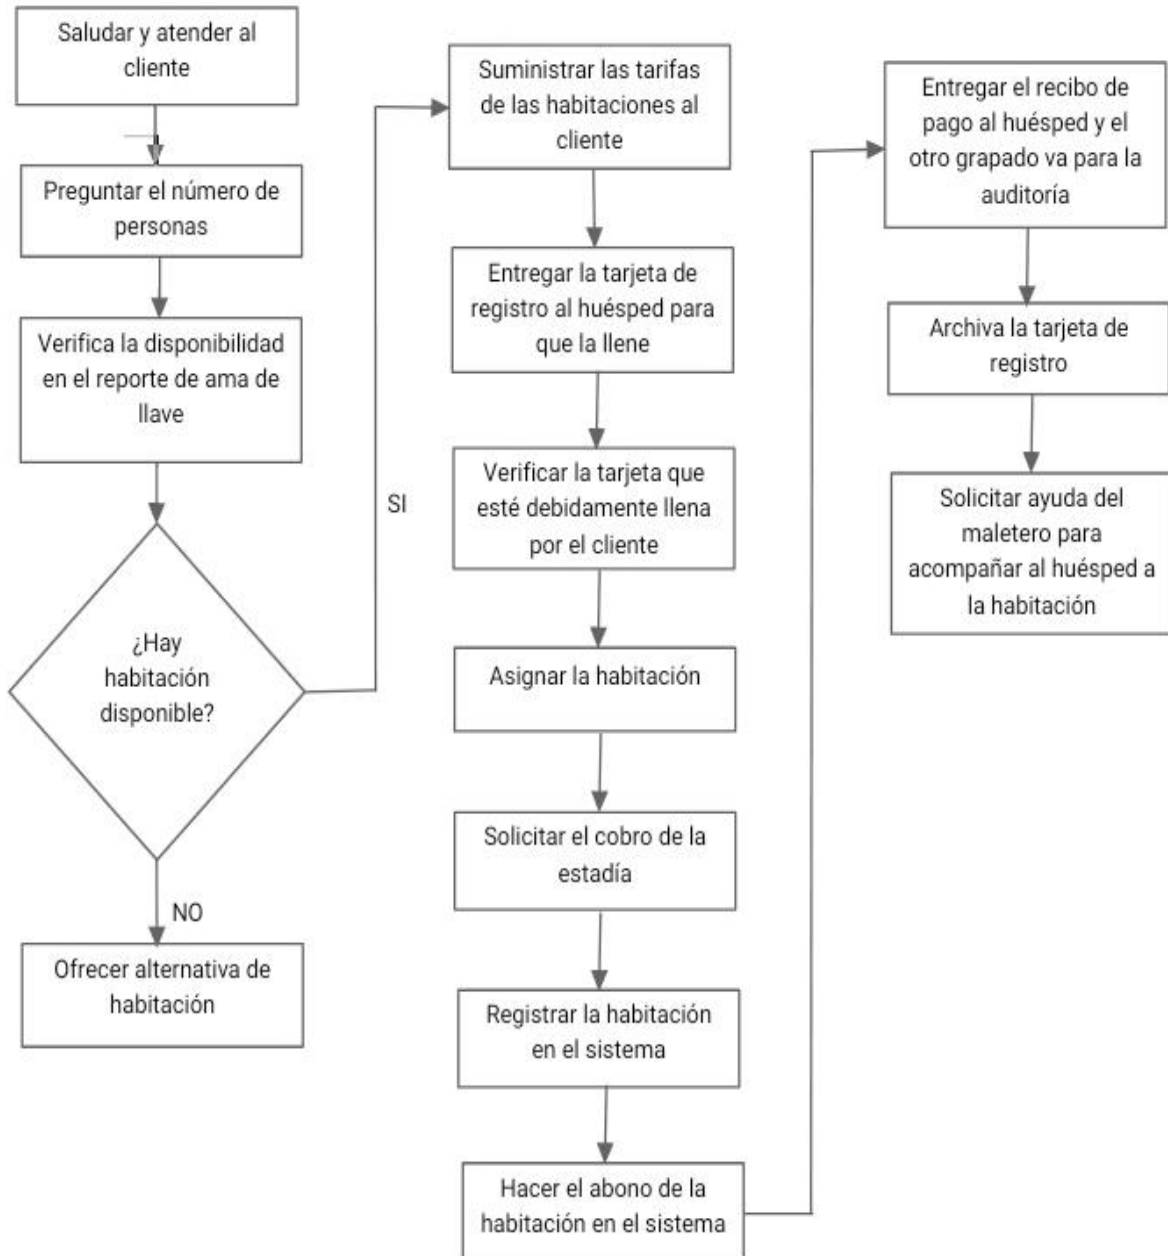 Saludar y atender al
cliente
Preguntar el número de
personas
Verifica la disponibilidad
en el reporte de ama de
llave
¿Hay
habitación
disponible?
NO
Ofrecer alternativa de
habitación
SI
Suministrar las tarifas
de las habitaciones al
cliente
Entregar la tarjeta de
registro al huésped para
que la llene
Verificar la tarjeta que
esté debidamente llena
por el cliente
Asignar la habitación
Solicitar el cobro de la
estadía
Registrar la habitación
en el sistema
Hacer el abono de la
habitación en el sistema
Entregar el recibo de
pago al huésped y el
otro grapado va para la
auditoría
Archiva la tarjeta de
registro
Solicitar ayuda del
maletero para
acompañar al huésped a
la habitación